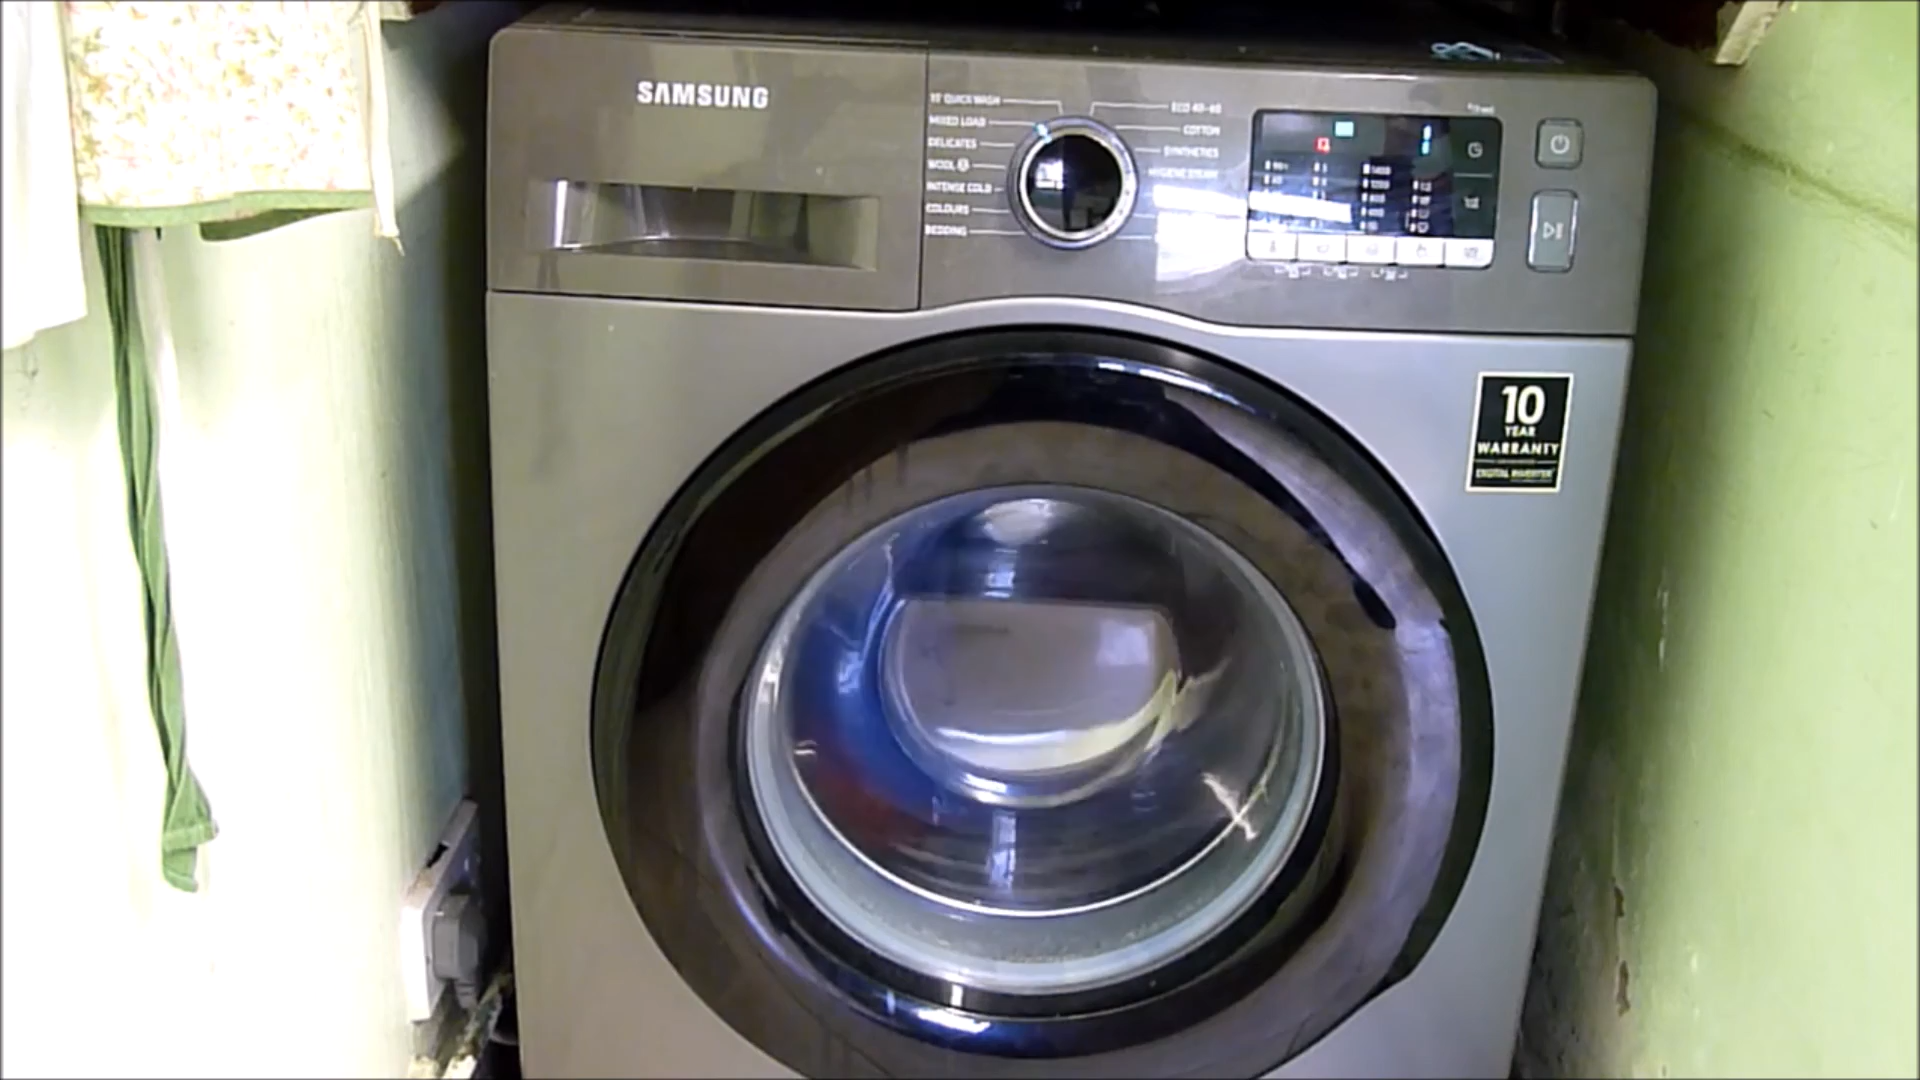 SAMSUNG
15' QUICK WASH
MIXED LOAD
DELICATES
WOOL
INTENSE COLD
COLOURS
BEDDING
ECO 40-60
COTTON
SYNTHETICS
HYGIENE STEAM
10
YEAR
WARRANTY
DIGITAL INVERTER